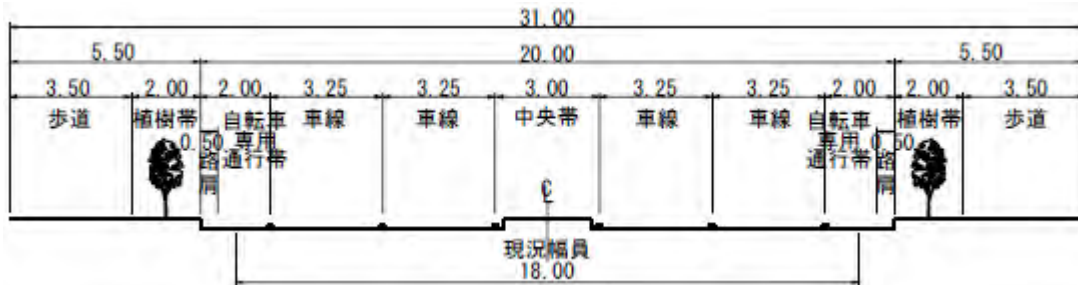 31.00
5.50 20.00 5.50
3.50 2.00 2.00 3.25 3.25 3.00 3.25 3.25 2.00 2.00 3.50
歩道 植樹帯 自転車専用通行帯 車線 車線 中央帯 車線 車線 自転車専用通行帯 植樹帯 歩道
0.50 0.50
路肩 路肩
℄
現況幅員
18.00